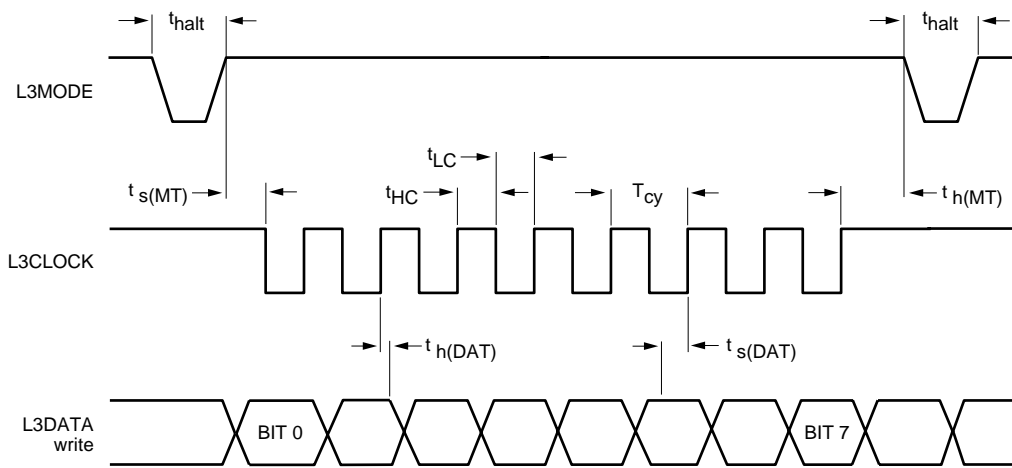 thalt
thalt
L3MODE
tLC
ts(MT)
tHC
Tcy
th(MT)
L3CLOCK
th(DAT)
ts(DAT)
L3DATA
write
BIT 0
BIT 7